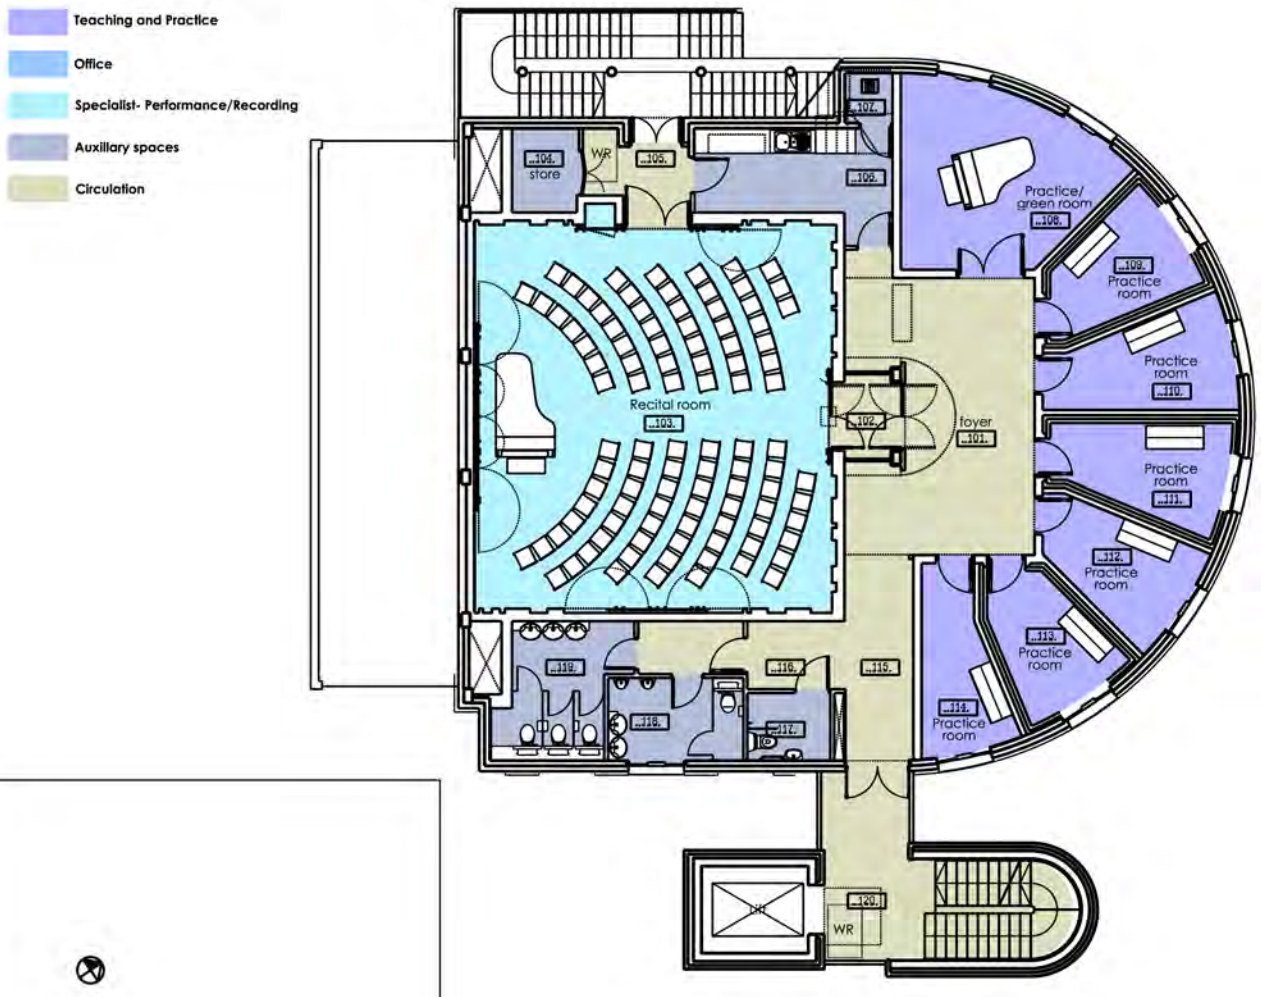 Teaching and Practice
Office
Specialist- Performance/Recording
Auxillary spaces
Circulation
..107.
..104.
store
WR
..105.
..106.
Practice/
green room
..108.
..109.
Practice
room
Practice
room
..110.
Recital room
..103.
..102.
foyer
..101.
Practice
room
..111.
..112.
Practice
room
..113.
Practice
room
..114.
Practice
room
..119.
..116.
..115.
..118.
..117.
Lift
..120.
WR